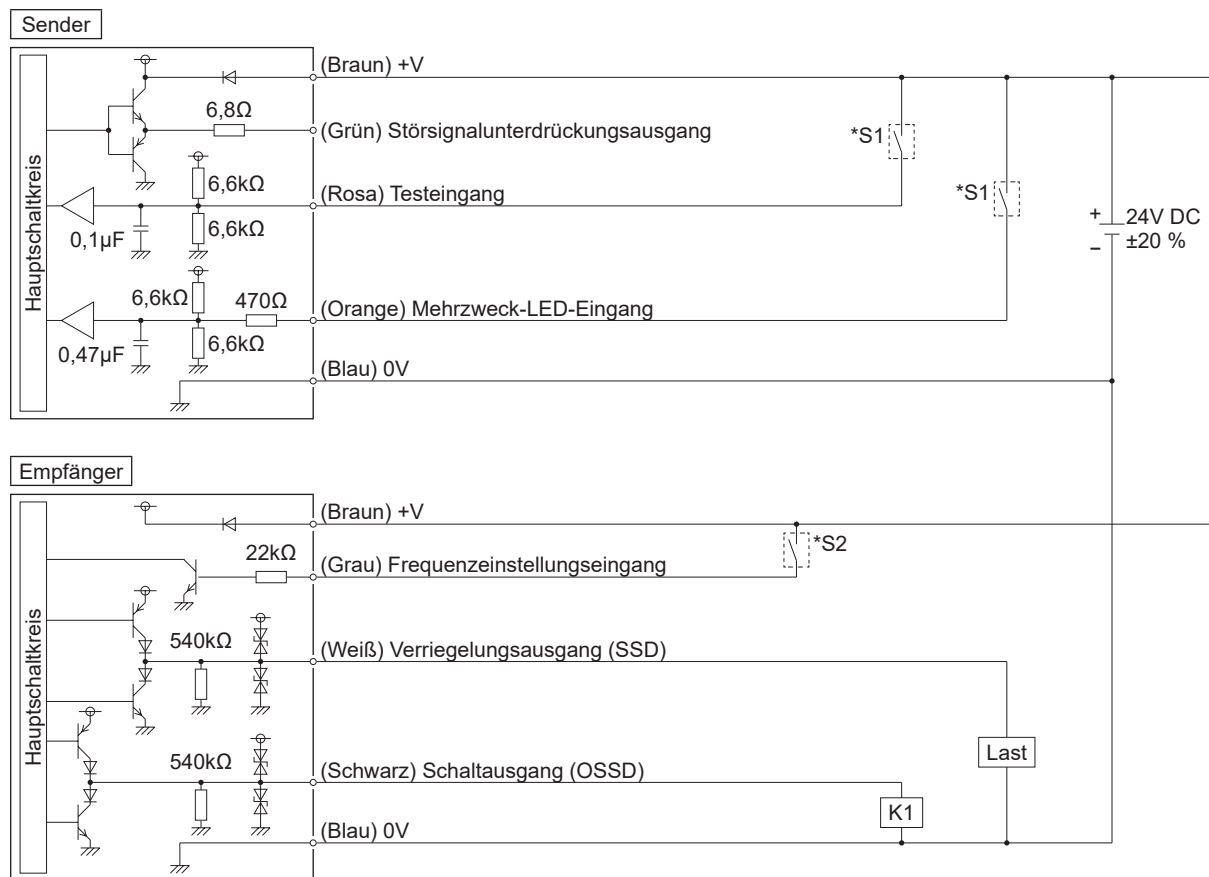 Sender
Hauptschaltkreis
(Braun) +V
6,8Ω
(Grün) Störsignalunterdrückungsausgang
*S1
6,6kΩ
(Rosa) Testeingang
*S1
0,1µF
6,6kΩ
+
24V DC
−
±20 %
6,6kΩ
470Ω
(Orange) Mehrzweck-LED-Eingang
0,47µF
6,6kΩ
(Blau) 0V
Empfänger
Hauptschaltkreis
(Braun) +V
*S2
22kΩ
(Grau) Frequenzeinstellungseingang
540kΩ
(Weiß) Verriegelungsausgang (SSD)
Last
540kΩ
(Schwarz) Schaltausgang (OSSD)
K1
(Blau) 0V